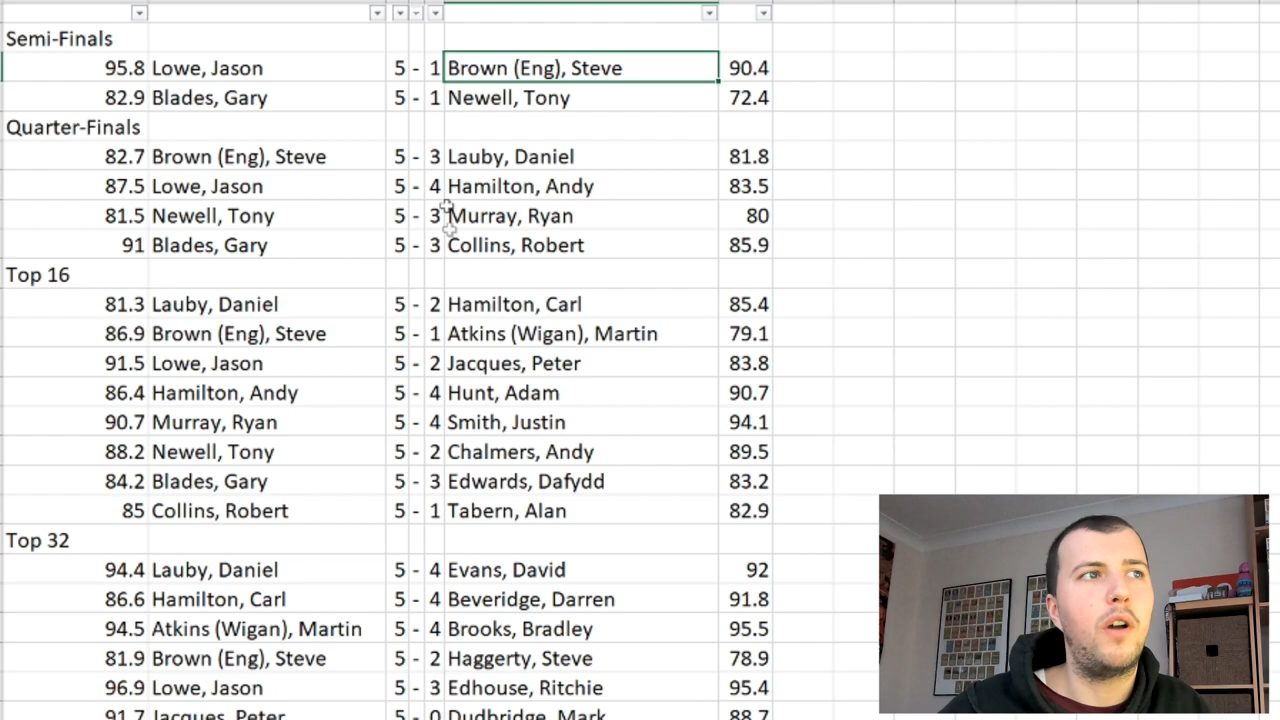 Semi-Finals
95.8 Lowe, Jason 5 - 1 Brown (Eng), Steve 90.4
82.9 Blades, Gary 5 - 1 Newell, Tony 72.4
Quarter-Finals
82.7 Brown (Eng), Steve 5 - 3 Lauby, Daniel 81.8
87.5 Lowe, Jason 5 - 4 Hamilton, Andy 83.5
81.5 Newell, Tony 5 - 3 Murray, Ryan 80
91 Blades, Gary 5 - 3 Collins, Robert 85.9
Top 16
81.3 Lauby, Daniel 5 - 2 Hamilton, Carl 85.4
86.9 Brown (Eng), Steve 5 - 1 Atkins (Wigan), Martin 79.1
91.5 Lowe, Jason 5 - 2 Jacques, Peter 83.8
86.4 Hamilton, Andy 5 - 4 Hunt, Adam 90.7
90.7 Murray, Ryan 5 - 4 Smith, Justin 94.1
88.2 Newell, Tony 5 - 2 Chalmers, Andy 89.5
84.2 Blades, Gary 5 - 3 Edwards, Dafydd 83.2
85 Collins, Robert 5 - 1 Tabern, Alan 82.9
Top 32
94.4 Lauby, Daniel 5 - 4 Evans, David 92
86.6 Hamilton, Carl 5 - 4 Beveridge, Darren 91.8
94.5 Atkins (Wigan), Martin 5 - 4 Brooks, Bradley 95.5
81.9 Brown (Eng), Steve 5 - 2 Haggerty, Steve 78.9
96.9 Lowe, Jason 5 - 3 Edhouse, Ritchie 95.4
91.7 Jacques, Peter 5 - 0 Dudbridge, Mark 88.7